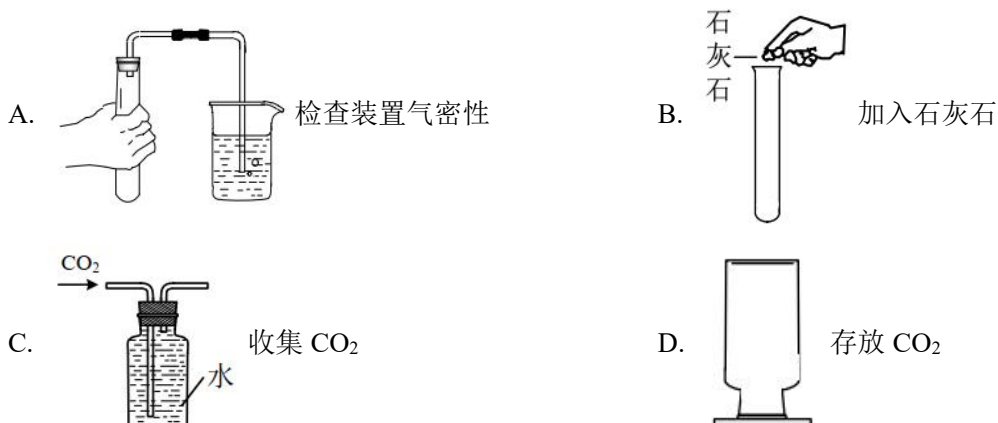 A. 检查装置气密性
石灰石
B. 加入石灰石
CO₂
水
C. 收集 CO₂
D. 存放 CO₂